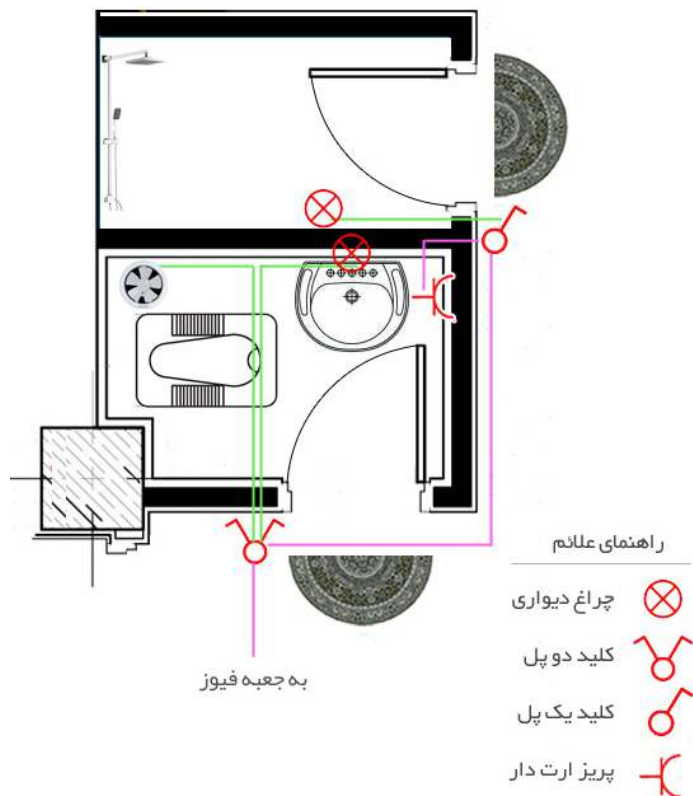 به جعبه فیوز
راهنمای علائم
چراغ دیواری
کلید دو پل
کلید یک پل
پریز ارت دار